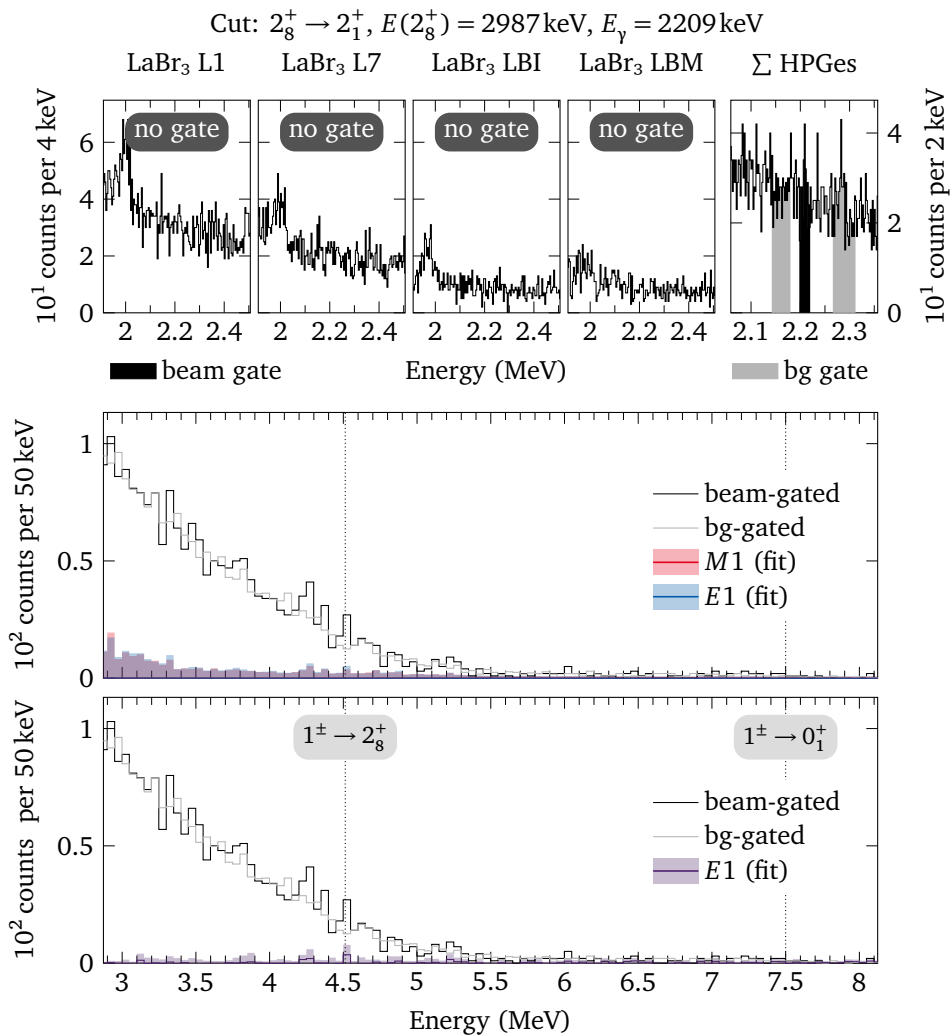 Cut: 2₈⁺ → 2₁⁺, E(2₈⁺) = 2987 keV, Eγ = 2209 keV
LaBr₃ L1 LaBr₃ L7 LaBr₃ LBI LaBr₃ LBM ∑ HPGes
no gate no gate no gate no gate
10¹ counts per 4 keV
0 2 4 6
2 2.2 2.4 2 2.2 2.4 2 2.2 2.4 2 2.2 2.4 2.1 2.2 2.3
0 2 4
10¹ counts per 2 keV
beam gate Energy (MeV) bg gate
10² counts per 50 keV
0 0.5 1
beam-gated
bg-gated
M1 (fit)
E1 (fit)
10² counts per 50 keV
0 0.5 1
1± → 2₈⁺ 1± → 0₁⁺
beam-gated
bg-gated
E1 (fit)
3 3.5 4 4.5 5 5.5 6 6.5 7 7.5 8
Energy (MeV)